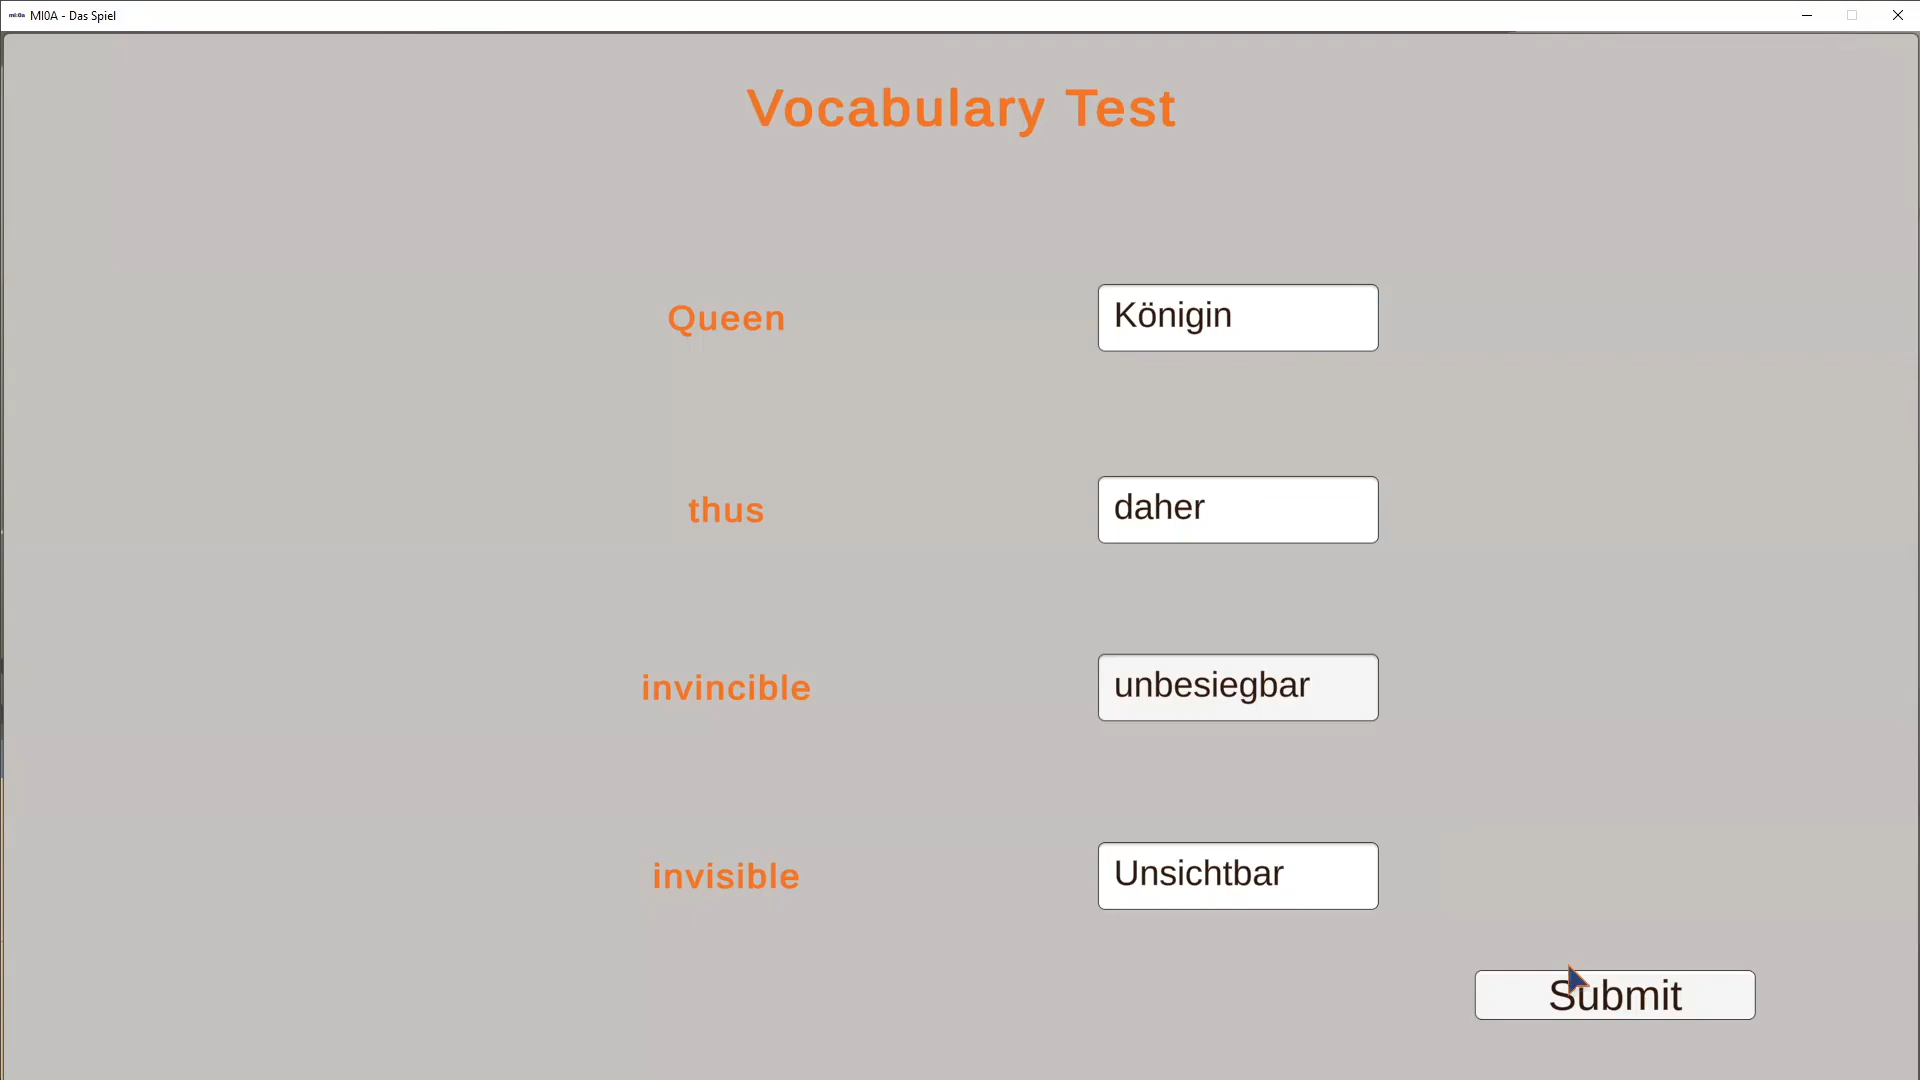 MI0A - Das Spiel
Vocabulary Test
Queen Königin
thus daher
invincible unbesiegbar
invisible Unsichtbar
Submit